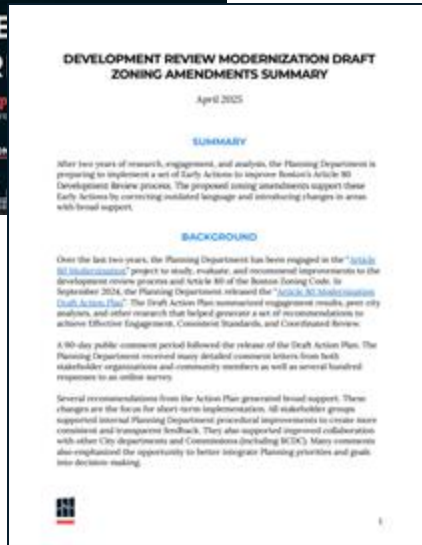 DEVELOPMENT REVIEW MODERNIZATION DRAFT
ZONING AMENDMENTS SUMMARY
April 2025
SUMMARY
After two years of research, engagement, and analysis, the Planning Department is
preparing to implement a set of Early Actions to improve Boston's Article 80
Development Review process. The proposed zoning amendments support these
Early Actions by correcting outdated language and introducing changes in areas
with broad support.
BACKGROUND
Over the last two years, the Planning Department has been engaged in the "Article
80 Modernization" project to study, evaluate, and recommend improvements to the
development review process and Article 80 of the Boston Zoning Code. In
September 2024, the Planning Department released the "Article 80 Modernization
Draft Action Plan". The Draft Action Plan summarized engagement results, peer city
analyses, and other research that helped generate a set of recommendations to
achieve Effective Engagement, Consistent Standards, and Coordinated Review.
A 90-day public comment period followed the release of the Draft Action Plan. The
Planning Department received many detailed comment letters from both
stakeholder organizations and community members as well as several hundred
responses to an online survey.
Several recommendations from the Action Plan generated broad support. These
changes are the focus for short-term implementation. All stakeholder groups
supported internal Planning Department procedural improvements to create more
consistent and transparent feedback. They also supported improved collaboration
with other City departments and Commissions (including BCDC). Many comments
also emphasized the opportunity to better integrate Planning priorities and goals
into decision-making.
1